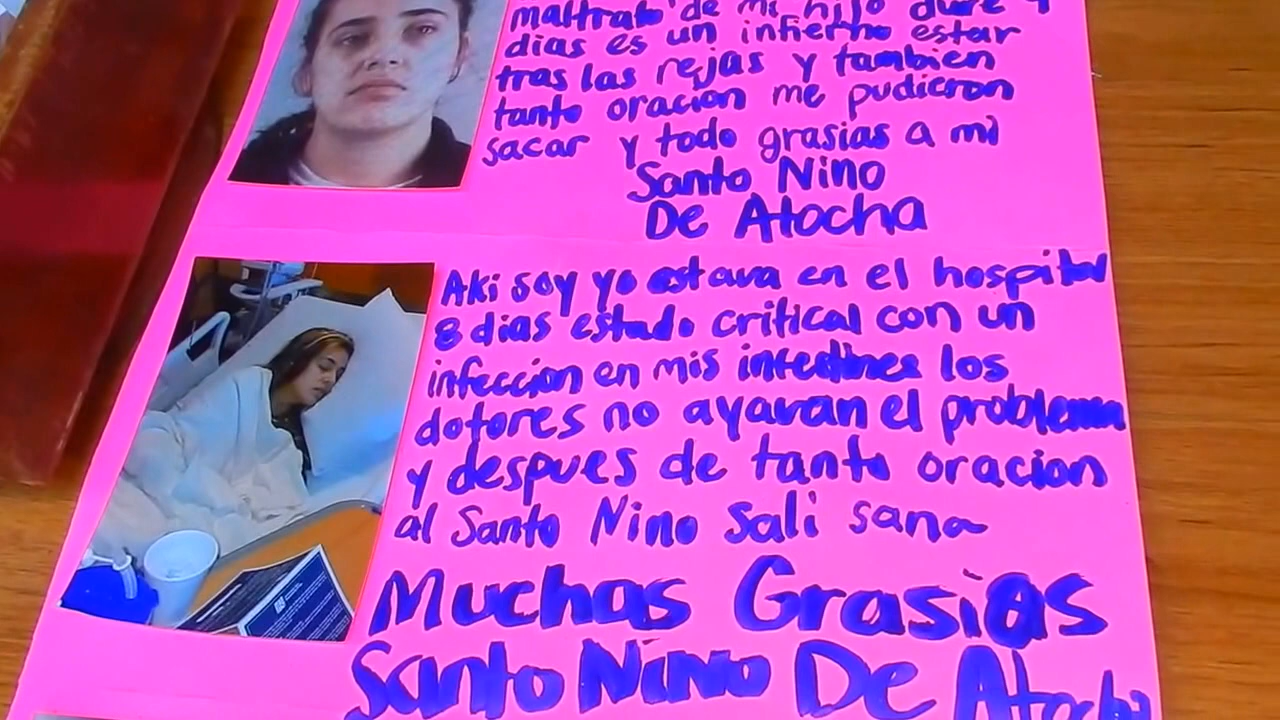 maltrato de mi hijo dure 9
dias es un infierno estar
tras las rejas y tambien
tanto oracion me pudieron
sacar y todo grasias a mi
Santo Nino
De Atocha
Aki soy yo estava en el hospital
8 dias estado critical con un
infeccion en mis intestines los
dotores no ayavan el problema
y despues de tanto oracion
al Santo Nino Sali sana
Muchas Grasias
Santo Nino De Atocha